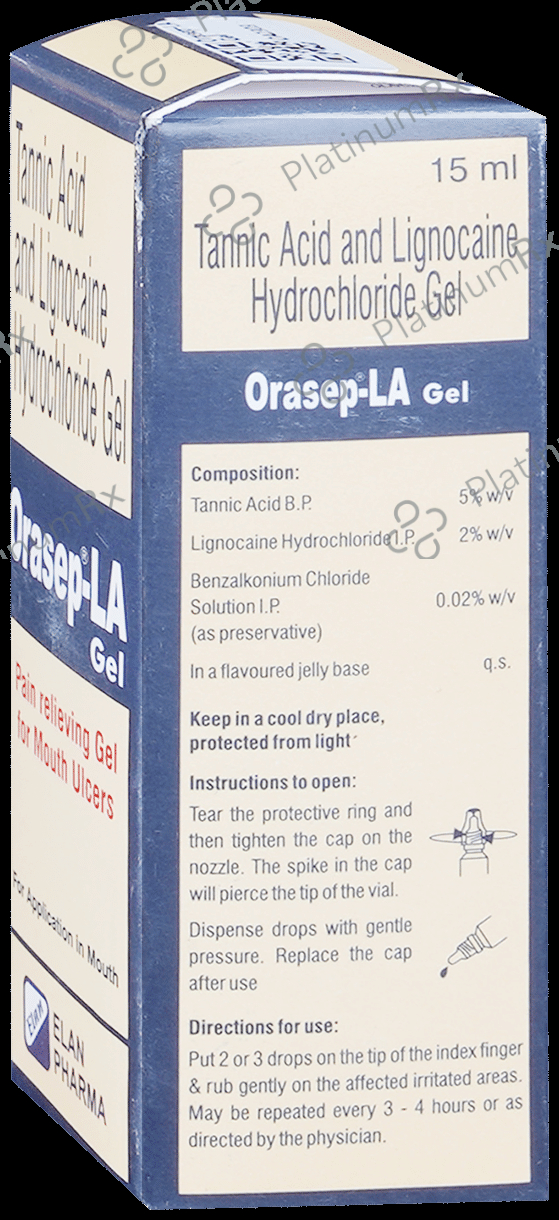 Tannic Acid
and Lignocaine
Hydrochloride Gel
Orasep®-LA
Gel
Pain relieving Gel
for Mouth Ulcers
For Application in Mouth
ELAN
ELAN
PHARMA
15 ml
Tannic Acid and Lignocaine
Hydrochloride Gel
Orasep®-LA Gel
Composition:
Tannic Acid B.P. 5% w/v
Lignocaine Hydrochloride I.P. 2% w/v
Benzalkonium Chloride
Solution I.P. 0.02% w/v
(as preservative)
In a flavoured jelly base q.s.
Keep in a cool dry place,
protected from light
Instructions to open:
Tear the protective ring and
then tighten the cap on the
nozzle. The spike in the cap
will pierce the tip of the vial.
Dispense drops with gentle
pressure. Replace the cap
after use
Directions for use:
Put 2 or 3 drops on the tip of the index finger
& rub gently on the affected irritated areas.
May be repeated every 3 - 4 hours or as
directed by the physician.
PlatinumRx
PlatinumRx
PlatinumRx